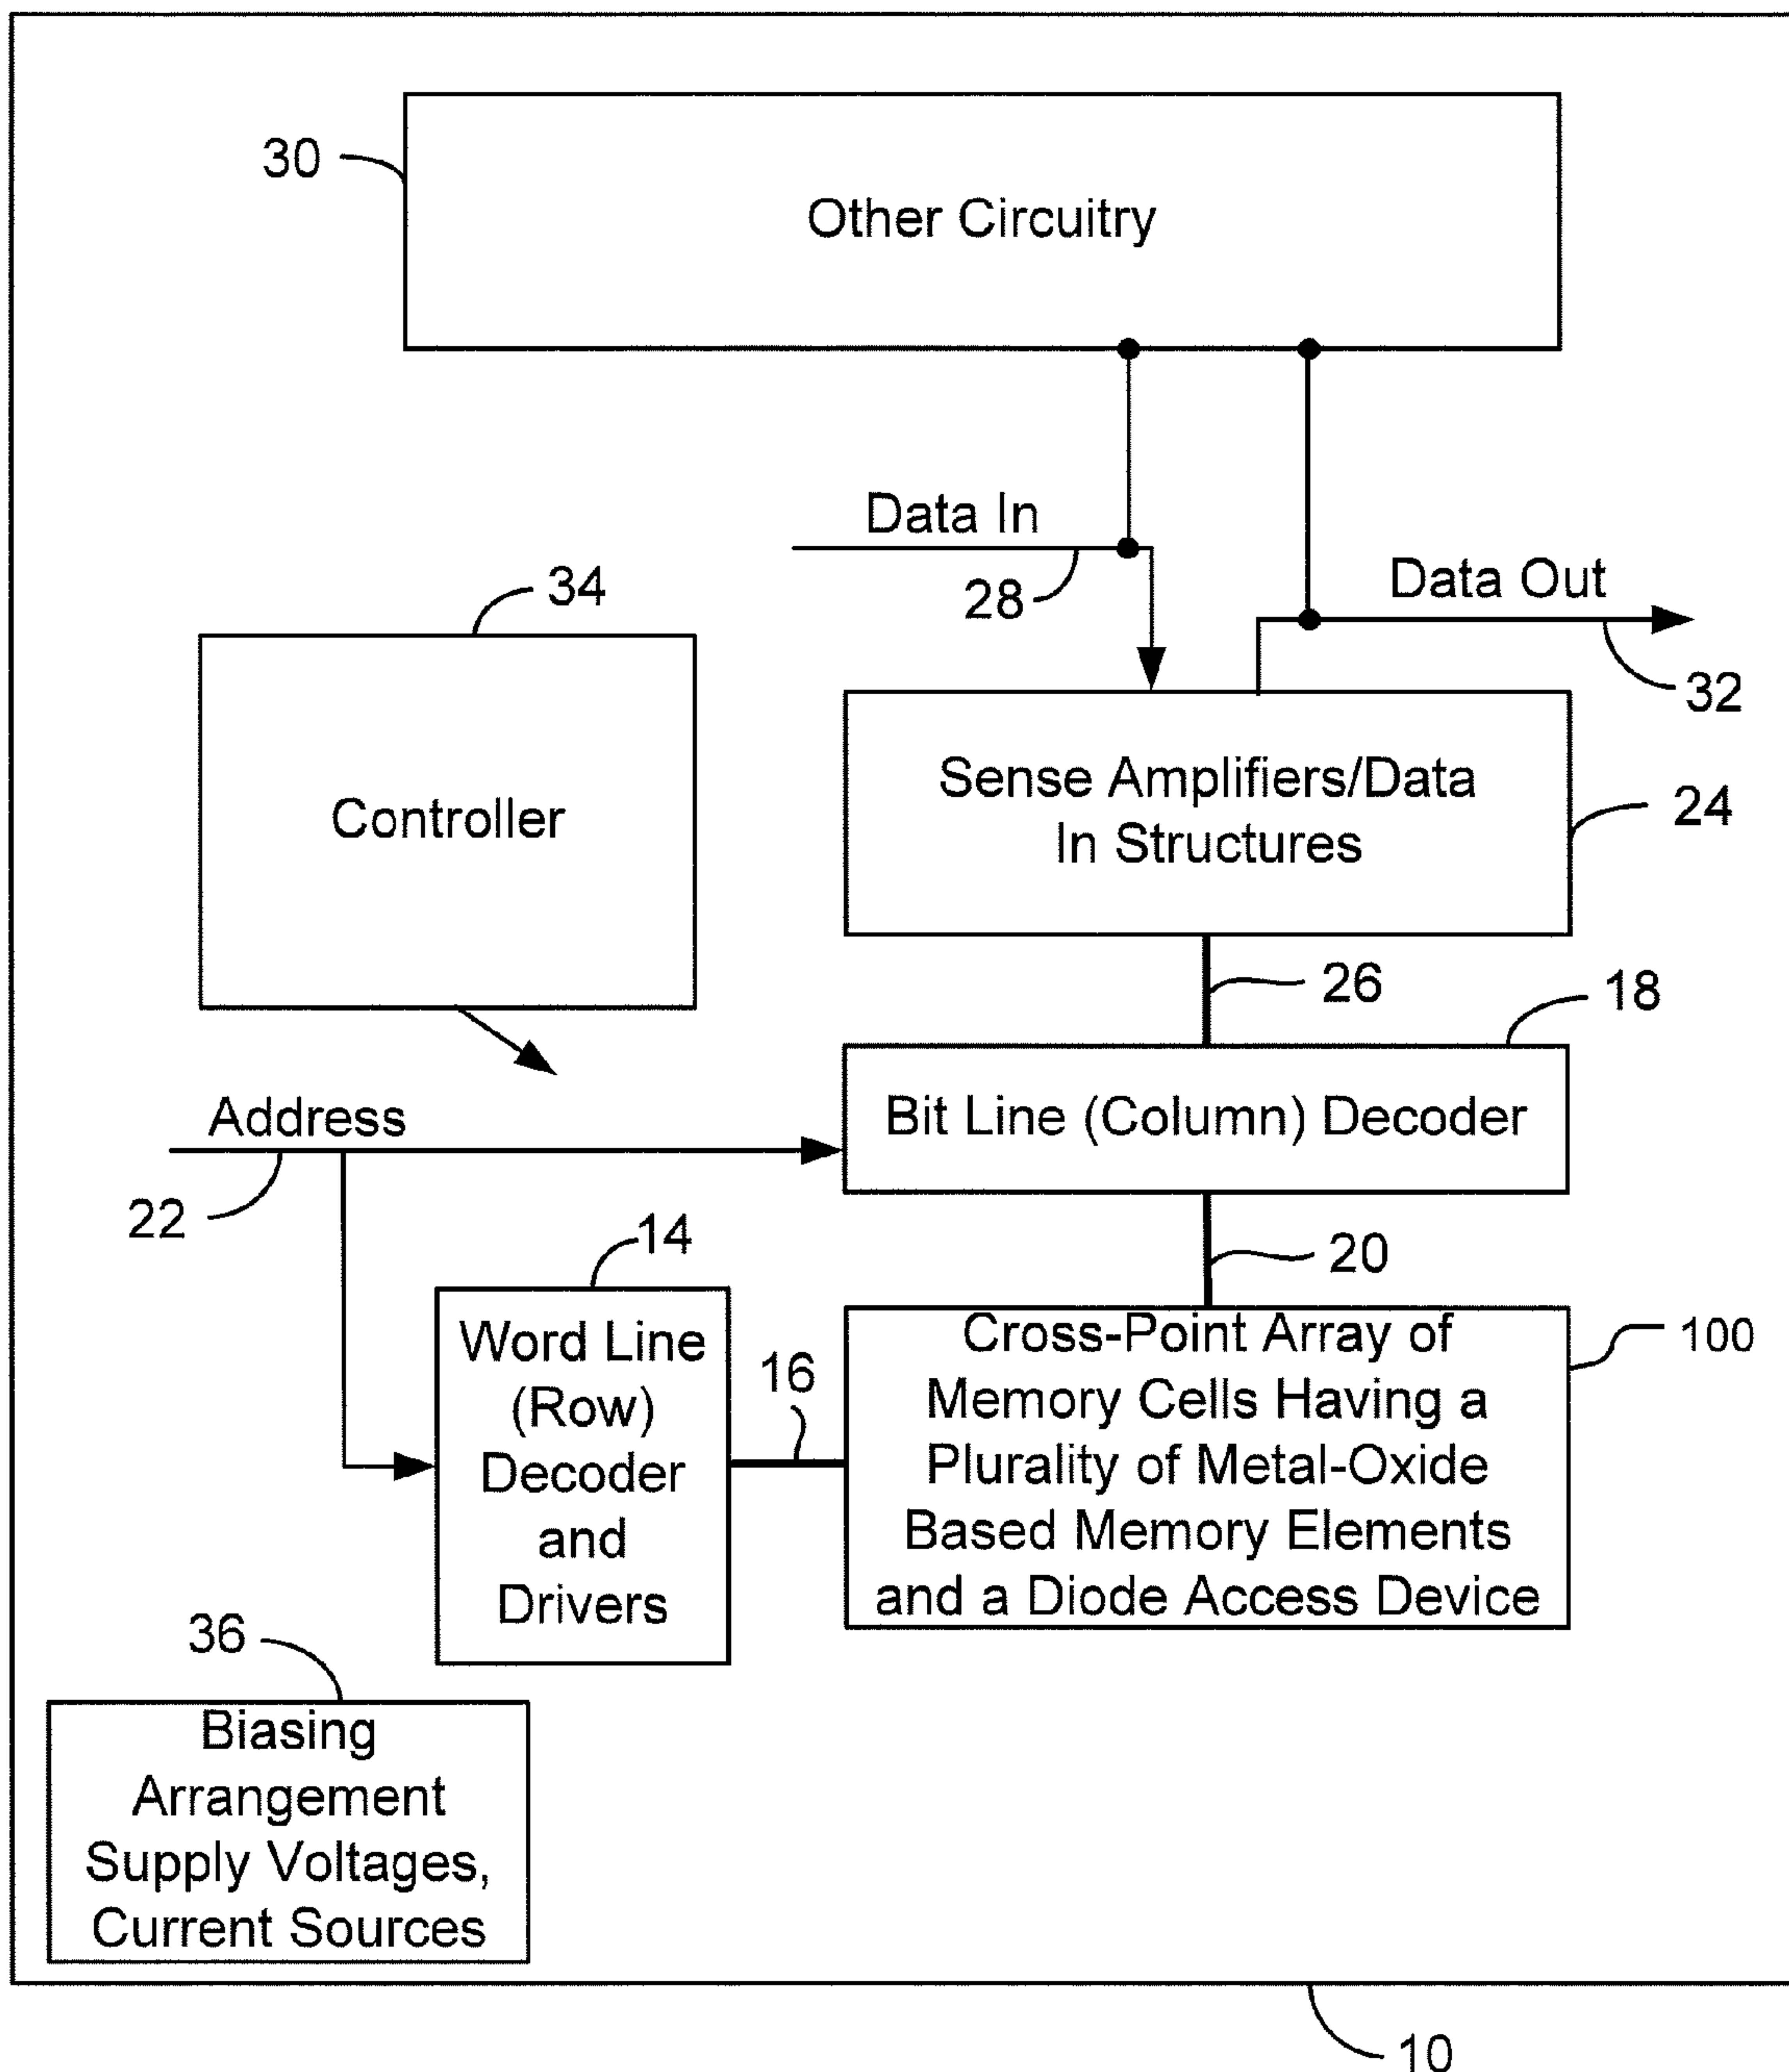 30
Other Circuitry
Data In
28
34
Data Out
32
Controller
Sense Amplifiers/Data
In Structures
24
26
18
Address
Bit Line (Column) Decoder
22
14
20
Word Line
(Row)
Decoder
and
Drivers
16
Cross-Point Array of
Memory Cells Having a
Plurality of Metal-Oxide
Based Memory Elements
and a Diode Access Device
100
36
Biasing
Arrangement
Supply Voltages,
Current Sources
10